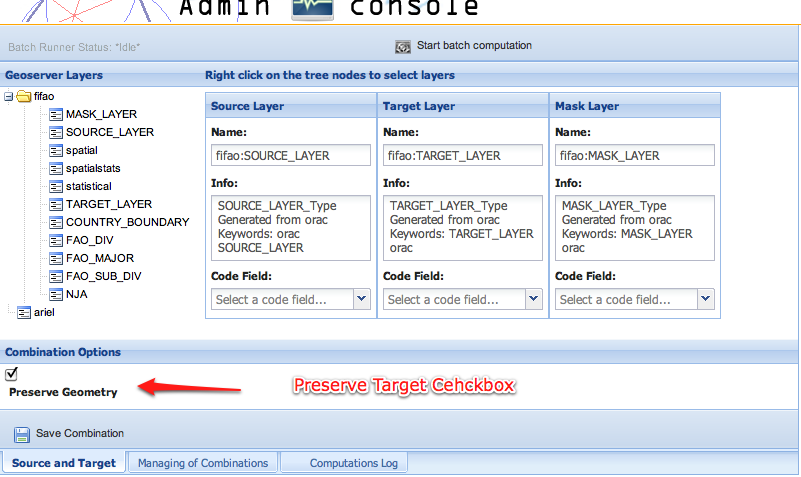 Admin Console
Batch Runner Status: *Idle*
Start batch computation
Geoserver Layers
Right click on the tree nodes to select layers
fifao
MASK_LAYER
SOURCE_LAYER
spatial
spatialstats
statistical
TARGET_LAYER
COUNTRY_BOUNDARY
FAO_DIV
FAO_MAJOR
FAO_SUB_DIV
NJA
ariel
Source Layer
Name:
fifao:SOURCE_LAYER
Info:
SOURCE_LAYER_Type
Generated from orac
Keywords: orac
SOURCE_LAYER
Code Field:
Select a code field...
Target Layer
Name:
fifao:TARGET_LAYER
Info:
TARGET_LAYER_Type
Generated from orac
Keywords: TARGET_LAYER
orac
Code Field:
Select a code field...
Mask Layer
Name:
fifao:MASK_LAYER
Info:
MASK_LAYER_Type
Generated from orac
Keywords: MASK_LAYER
orac
Code Field:
Select a code field...
Combination Options
Preserve Geometry
Preserve Target Cehckbox
Save Combination
Source and Target
Managing of Combinations
Computations Log